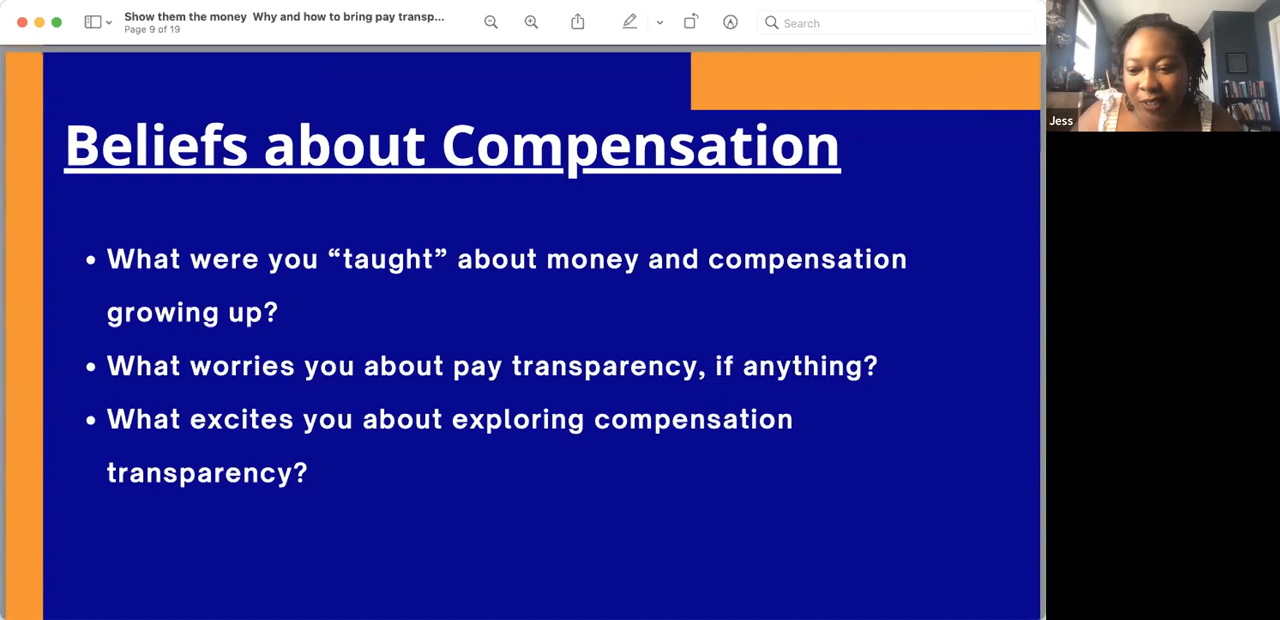 Show them the money  Why and how to bring pay transp...
Page 9 of 19
Search
Jess
Beliefs about Compensation
• What were you “taught” about money and compensation
growing up?
• What worries you about pay transparency, if anything?
• What excites you about exploring compensation
transparency?